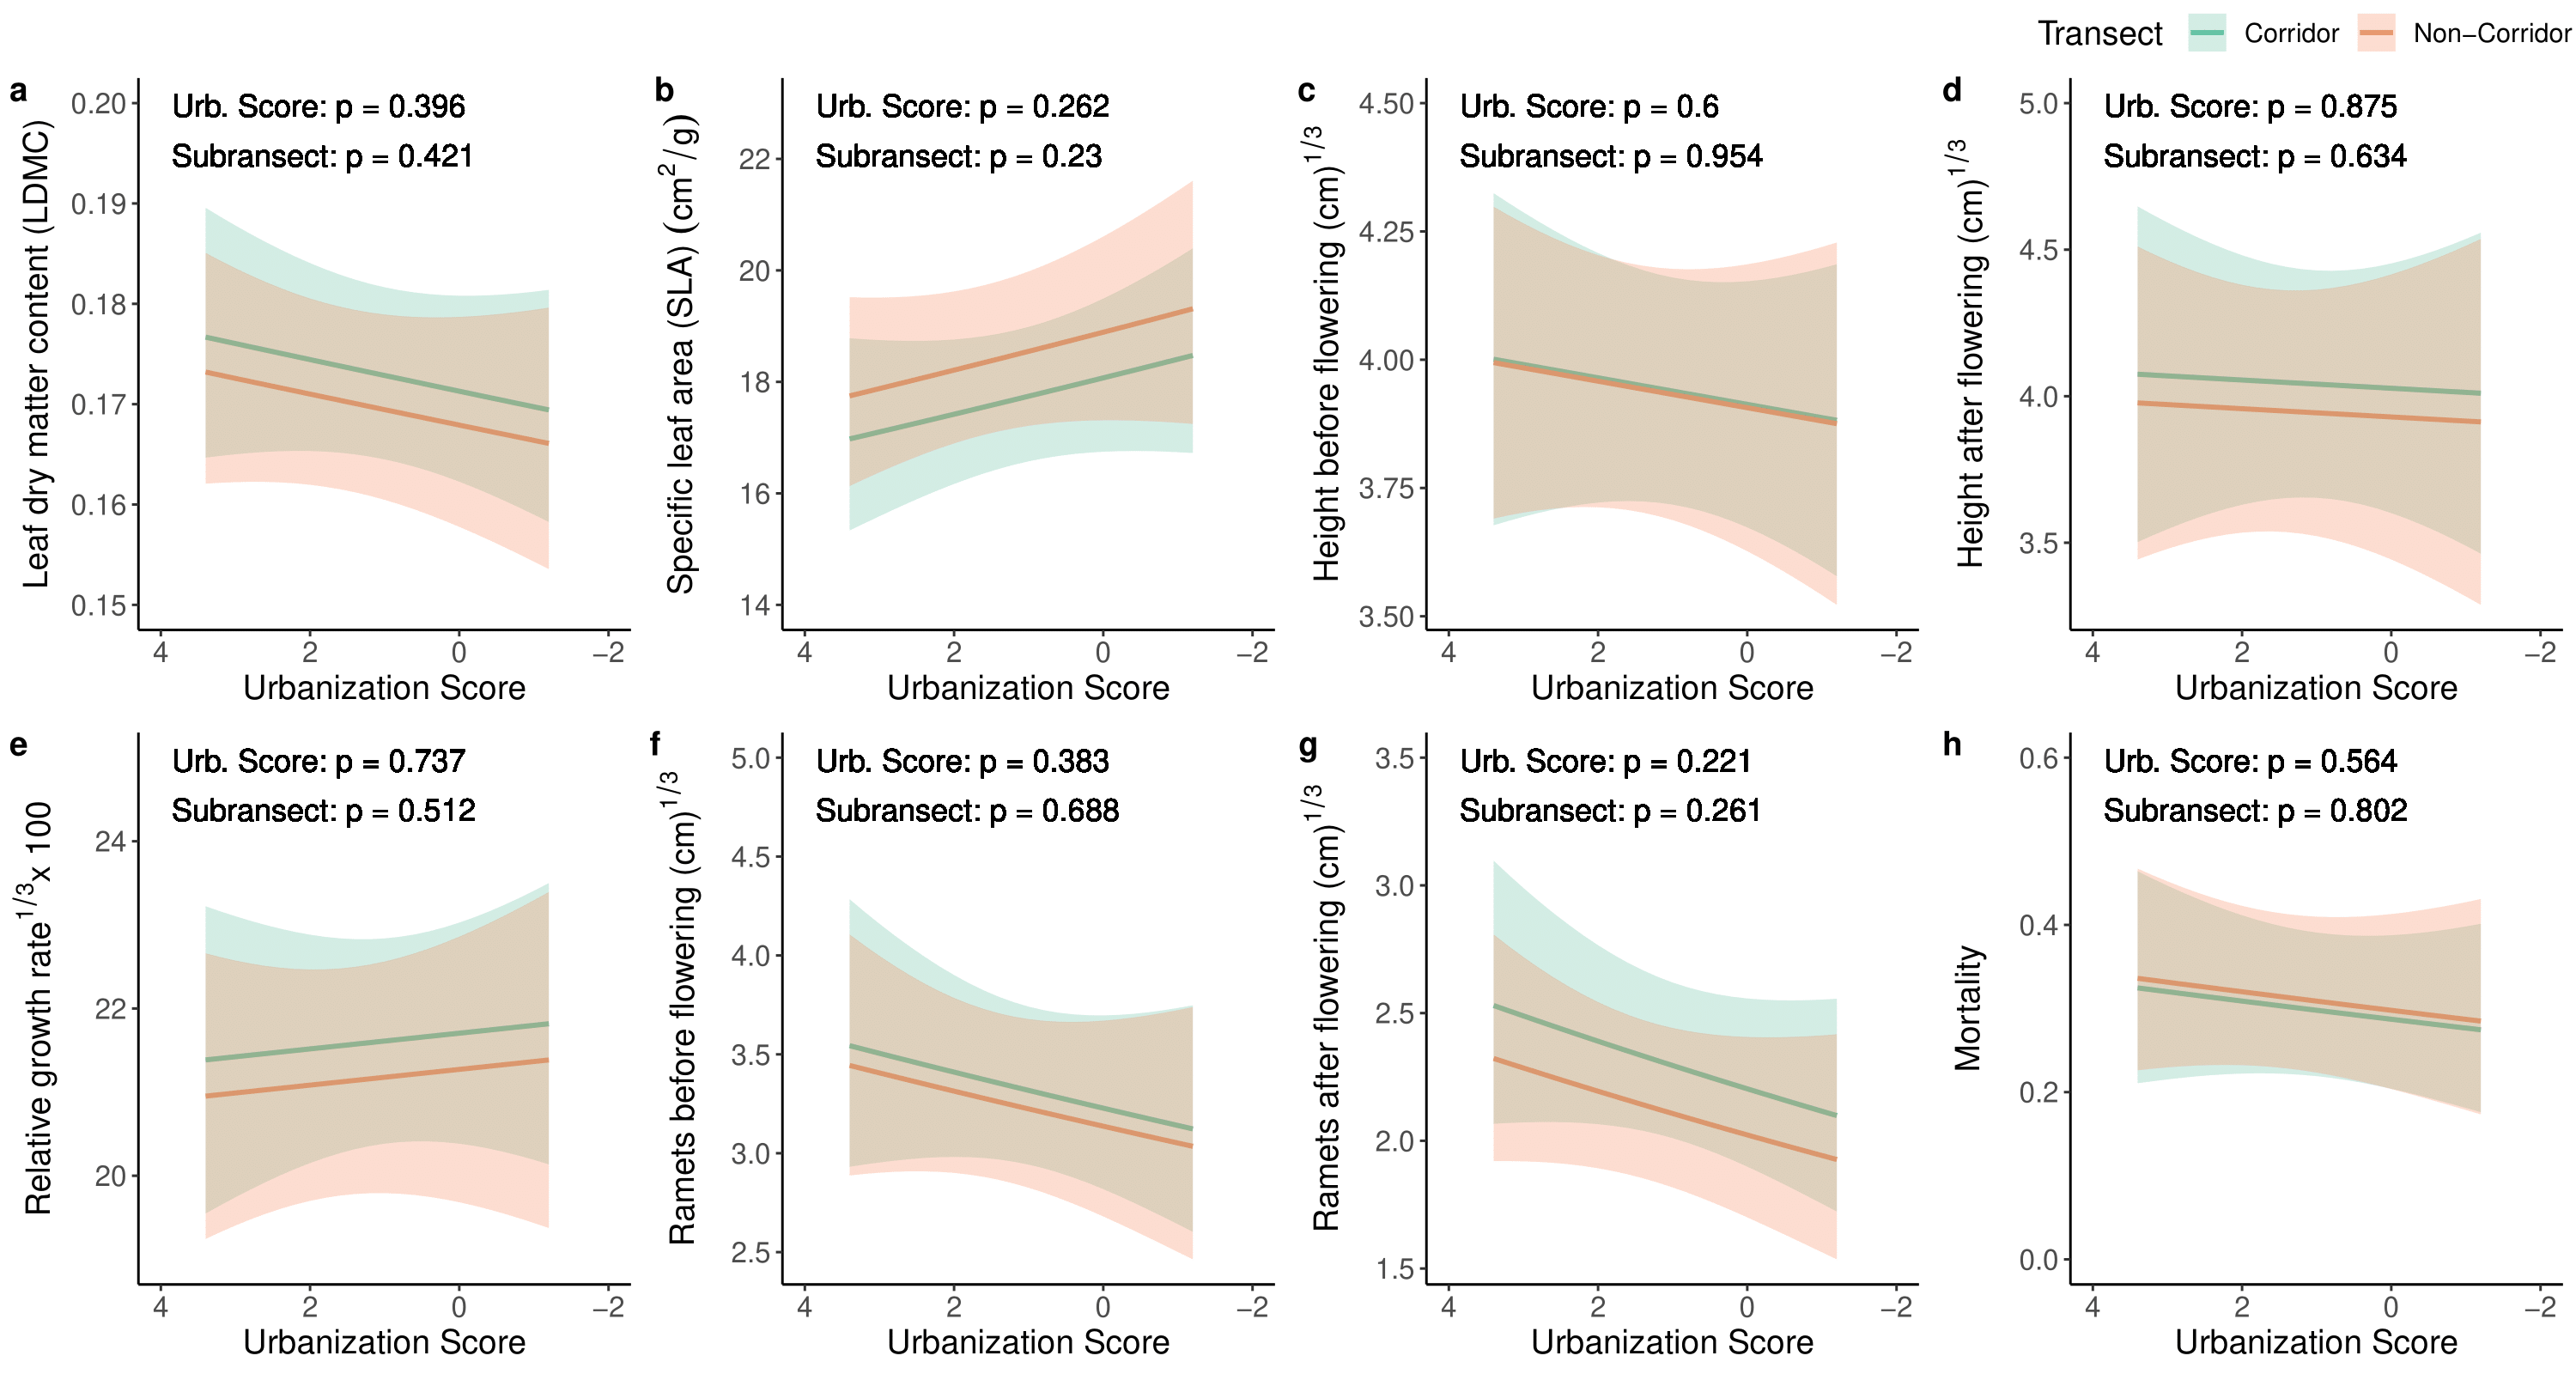 Transect Corridor Non−Corridor
a
Urb. Score: p = 0.396
Subransect: p = 0.421
Leaf dry matter content (LDMC)
0.20
0.19
0.18
0.17
0.16
0.15
4 2 0 −2
Urbanization Score
b
Urb. Score: p = 0.262
Subransect: p = 0.23
Specific leaf area (SLA) (cm²/g)
22
20
18
16
14
4 2 0 −2
Urbanization Score
c
Urb. Score: p = 0.6
Subransect: p = 0.954
Height before flowering (cm)^1/3
4.50
4.25
4.00
3.75
3.50
4 2 0 −2
Urbanization Score
d
Urb. Score: p = 0.875
Subransect: p = 0.634
Height after flowering (cm)^1/3
5.0
4.5
4.0
3.5
4 2 0 −2
Urbanization Score
e
Urb. Score: p = 0.737
Subransect: p = 0.512
Relative growth rate^1/3 x 100
24
22
20
4 2 0 −2
Urbanization Score
f
Urb. Score: p = 0.383
Subransect: p = 0.688
Ramets before flowering (cm)^1/3
5.0
4.5
4.0
3.5
3.0
2.5
4 2 0 −2
Urbanization Score
g
Urb. Score: p = 0.221
Subransect: p = 0.261
Ramets after flowering (cm)^1/3
3.5
3.0
2.5
2.0
1.5
4 2 0 −2
Urbanization Score
h
Urb. Score: p = 0.564
Subransect: p = 0.802
Mortality
0.6
0.4
0.2
0.0
4 2 0 −2
Urbanization Score